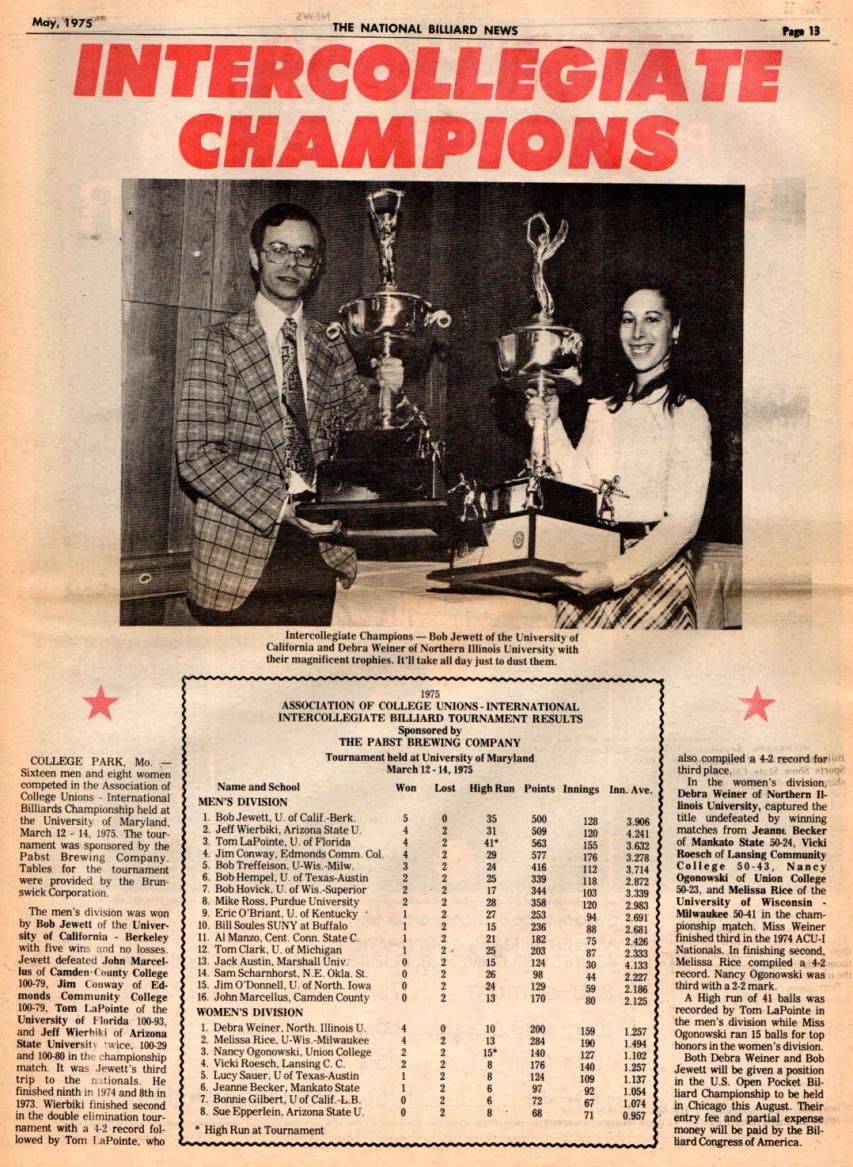 May, 1975
THE NATIONAL BILLIARD NEWS
Page 13
INTERCOLLEGIATE
CHAMPIONS
Intercollegiate Champions — Bob Jewett of the University of
California and Debra Weiner of Northern Illinois University with
their magnificent trophies. It'll take all day just to dust them.
COLLEGE PARK, Mo. —
Sixteen men and eight women
competed in the Association of
College Unions - International
Billiards Championship held at
the University of Maryland,
March 12 - 14, 1975. The tour-
nament was sponsored by the
Pabst Brewing Company.
Tables for the tournament
were provided by the Brun-
swick Corporation.
The men's division was won
by Bob Jewett of the Univer-
sity of California - Berkeley
with five wins and no losses.
Jewett defeated John Marcel-
lus of Camden County College
100-79, Jim Conway of Ed-
monds Community College
100-79, Tom LaPointe of the
University of Florida 100-93,
and Jeff Wierbiki of Arizona
State University twice, 100-29
and 100-80 in the championship
match. It was Jewett's third
trip to the nationals. He
finished ninth in 1974 and 8th in
1973. Wierbiki finished second
in the double elimination tour-
nament with a 4-2 record fol-
lowed by Tom LaPointe, who
1975
ASSOCIATION OF COLLEGE UNIONS - INTERNATIONAL
INTERCOLLEGIATE BILLIARD TOURNAMENT RESULTS
Sponsored by
THE PABST BREWING COMPANY
Tournament held at University of Maryland
March 12 - 14, 1975
Name and School Won Lost High Run Points Innings Inn. Ave.
MEN'S DIVISION
1. Bob Jewett, U. of Calif.-Berk. 5 0 35 500 128 3.906
2. Jeff Wierbiki, Arizona State U. 4 2 31 509 120 4.241
3. Tom LaPointe, U. of Florida 4 2 41* 563 155 3.632
4. Jim Conway, Edmonds Comm. Col. 4 2 29 577 176 3.278
5. Bob Treffeison, U-Wis.-Milw. 3 2 24 416 112 3.714
6. Bob Hempel, U. of Texas-Austin 2 2 25 339 118 2.872
7. Bob Hovick, U. of Wis.-Superior 2 2 17 344 103 3.339
8. Mike Ross, Purdue University 2 2 28 358 120 2.983
9. Eric O'Briant, U. of Kentucky 1 2 27 253 94 2.691
10. Bill Soules SUNY at Buffalo 1 2 15 236 88 2.681
11. Al Manzo, Cent. Conn. State C. 1 2 21 182 75 2.426
12. Tom Clark, U. of Michigan 1 2 25 203 87 2.333
13. Jack Austin, Marshall Univ. 0 2 15 124 30 4.133
14. Sam Scharnhorst, N.E. Okla. St. 0 2 26 98 44 2.227
15. Jim O'Donnell, U. of North. Iowa 0 2 24 129 59 2.186
16. John Marcellus, Camden County 0 2 13 170 80 2.125
WOMEN'S DIVISION
1. Debra Weiner, North. Illinois U. 4 0 10 200 159 1.257
2. Melissa Rice, U-Wis.-Milwaukee 4 2 13 284 190 1.494
3. Nancy Ogonowski, Union College 2 2 15* 140 127 1.102
4. Vicki Roesch, Lansing C. C. 2 2 8 176 140 1.257
5. Lucy Sauer, U of Texas-Austin 1 2 8 124 109 1.137
6. Jeanne Becker, Mankato State 1 2 6 97 92 1.054
7. Bonnie Gilbert, U of Calif.-L.B. 0 2 6 72 67 1.074
8. Sue Epperlein, Arizona State U. 0 2 8 68 71 0.957
* High Run at Tournament
also compiled a 4-2 record for
third place.
In the women's division,
Debra Weiner of Northern Il-
linois University, captured the
title undefeated by winning
matches from Jeanne Becker
of Mankato State 50-24, Vicki
Roesch of Lansing Community
College 50-43, Nancy
Ogonowski of Union College
50-23, and Melissa Rice of the
University of Wisconsin -
Milwaukee 50-41 in the cham-
pionship match. Miss Weiner
finished third in the 1974 ACU-I
Nationals. In finishing second,
Melissa Rice compiled a 4-2
record. Nancy Ogonowski was
third with a 2-2 mark.
A High run of 41 balls was
recorded by Tom LaPointe in
the men's division while Miss
Ogonowski ran 15 balls for top
honors in the women's division.
Both Debra Weiner and Bob
Jewett will be given a position
in the U.S. Open Pocket Bil-
liard Championship to be held
in Chicago this August. Their
entry fee and partial expense
money will be paid by the Bil-
liard Congress of America.